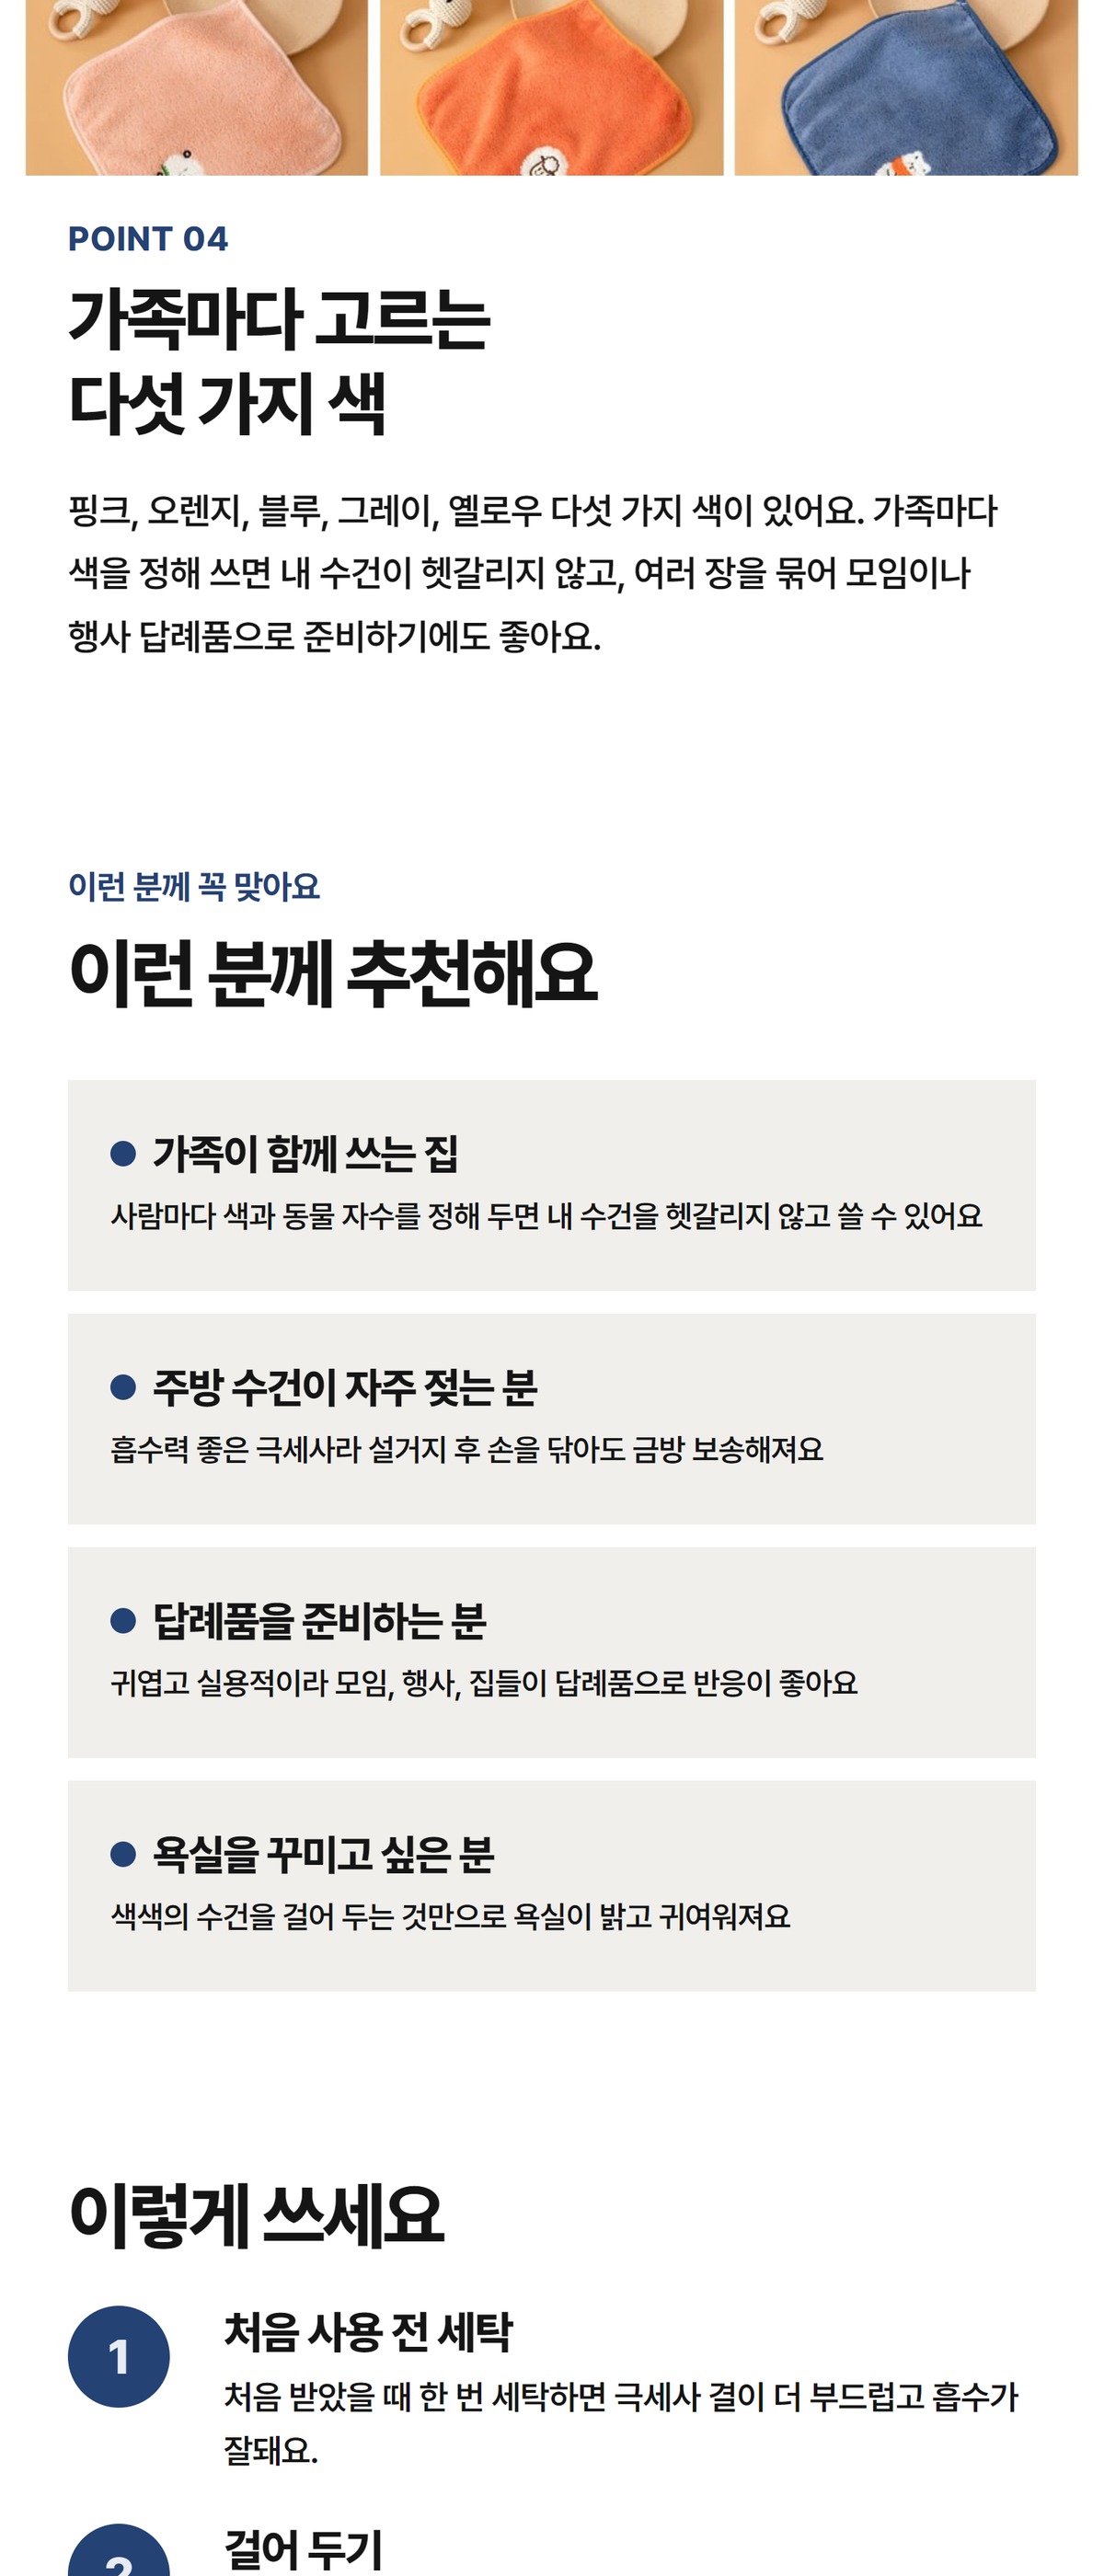 POINT 04
가족마다 고르는
다섯 가지 색
핑크, 오렌지, 블루, 그레이, 옐로우 다섯 가지 색이 있어요. 가족마다
색을 정해 쓰면 내 수건이 헷갈리지 않고, 여러 장을 묶어 모임이나
행사 답례품으로 준비하기에도 좋아요.
이런 분께 꼭 맞아요
이런 분께 추천해요
가족이 함께 쓰는 집
사람마다 색과 동물 자수를 정해 두면 내 수건을 헷갈리지 않고 쓸 수 있어요
주방 수건이 자주 젖는 분
흡수력 좋은 극세사라 설거지 후 손을 닦아도 금방 보송해져요
답례품을 준비하는 분
귀엽고 실용적이라 모임, 행사, 집들이 답례품으로 반응이 좋아요
욕실을 꾸미고 싶은 분
색색의 수건을 걸어 두는 것만으로 욕실이 밝고 귀여워져요
이렇게 쓰세요
1
처음 사용 전 세탁
처음 받았을 때 한 번 세탁하면 극세사 결이 더 부드럽고 흡수가
잘돼요.
2
걸어 두기